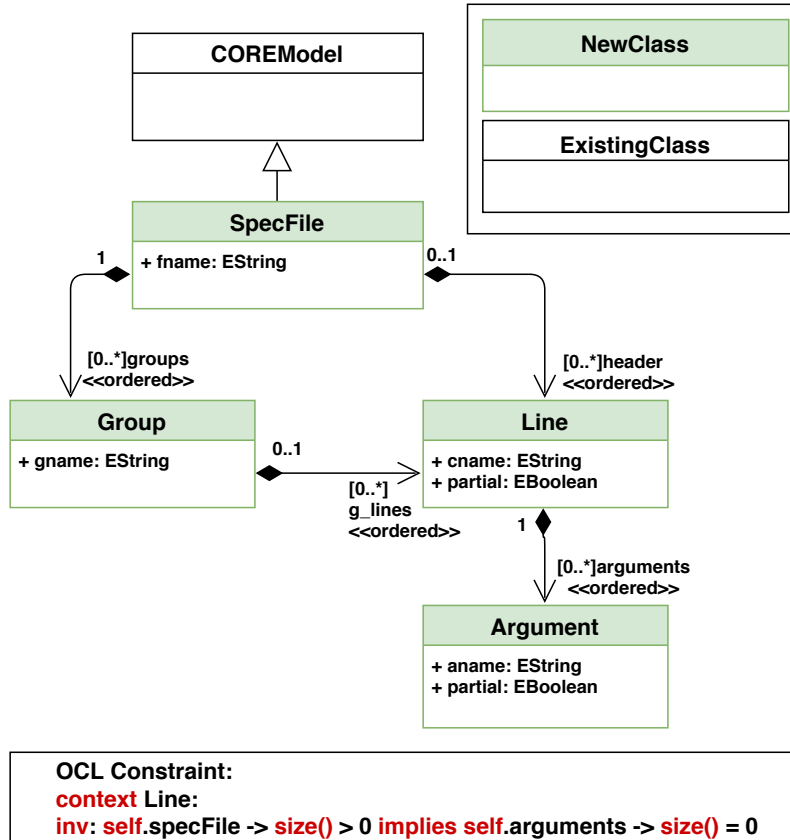 COREModel
NewClass
ExistingClass
SpecFile
+ fname: EString
1
0..1
[0..*]groups
<<ordered>>
[0..*]header
<<ordered>>
Group
+ gname: EString
0..1
[0..*]
g_lines
<<ordered>>
Line
+ cname: EString
+ partial: EBoolean
1
[0..*]arguments
<<ordered>>
Argument
+ aname: EString
+ partial: EBoolean
OCL Constraint:
context Line:
inv: self.specFile -> size() > 0 implies self.arguments -> size() = 0